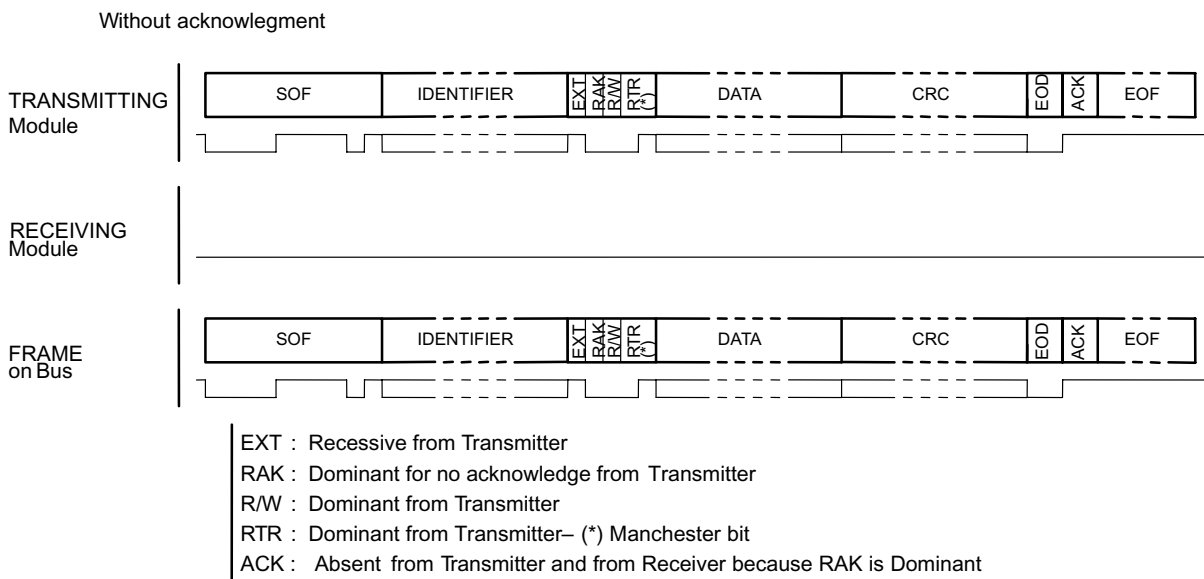 Without acknowlegment
TRANSMITTING
Module
SOF IDENTIFIER EXT RAK R/W RTR (*) DATA CRC EOD ACK EOF
RECEIVING
Module
FRAME
on Bus
SOF IDENTIFIER EXT RAK R/W RTR (*) DATA CRC EOD ACK EOF
EXT : Recessive from Transmitter
RAK : Dominant for no acknowledge from Transmitter
R/W : Dominant from Transmitter
RTR : Dominant from Transmitter– (*) Manchester bit
ACK : Absent from Transmitter and from Receiver because RAK is Dominant